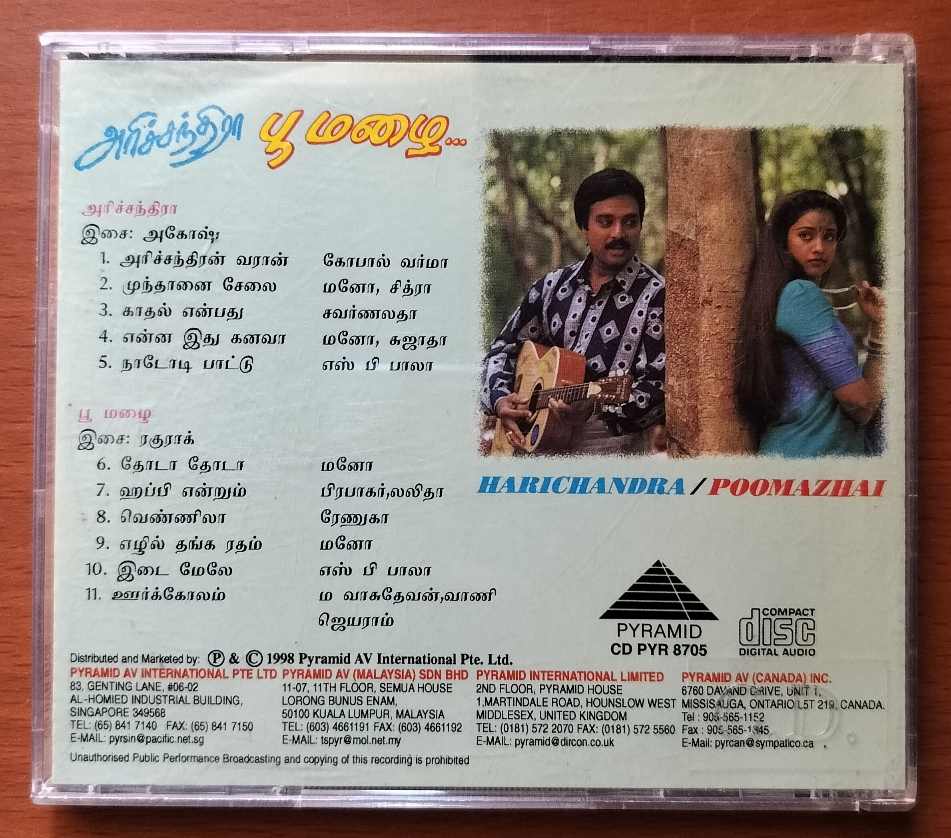 அரிச்சந்திரா பூ மழை...
அரிச்சந்திரா
இசை: அகோஷ்
1. அரிச்சந்திரன் வரான் கோபால் வர்மா
2. முந்தானை சேலை மனோ, சித்ரா
3. காதல் என்பது சவர்ணலதா
4. என்ன இது கனவா மனோ, சுஜாதா
5. நாடோடி பாட்டு எஸ் பி பாலா
பூ மழை
இசை: ரகுராக்
6. தோடா தோடா மனோ
7. ஹப்பி என்றும் பிரபாகர்,லலிதா
8. வெண்ணிலா ரேணுகா
9. எழில் தங்க ரதம் மனோ
10. இடை மேலே எஸ் பி பாலா
11. ஊர்க்கோலம் ம வாசுதேவன்,வாணி
ஜெயராம்
HARICHANDRA / POOMAZHAI
PYRAMID
CD PYR 8705
COMPACT
disc
DIGITAL AUDIO
Distributed and Marketed by: Ⓟ & © 1998 Pyramid AV International Pte. Ltd.
PYRAMID AV INTERNATIONAL PTE LTD
83, GENTING LANE, #06-02
AL-HOMIED INDUSTRIAL BUILDING,
SINGAPORE 349568
TEL: (65) 841 7140 FAX: (65) 841 7150
E-MAIL: pyrsin@pacific.net.sg
PYRAMID AV (MALAYSIA) SDN BHD
11-07, 11TH FLOOR, SEMUA HOUSE
LORONG BUNUS ENAM,
50100 KUALA LUMPUR, MALAYSIA
TEL: (603) 4661191 FAX: (603) 4661192
E-MAIL: tspyr@mol.net.my
PYRAMID INTERNATIONAL LIMITED
2ND FLOOR, PYRAMID HOUSE
1,MARTINDALE ROAD, HOUNSLOW WEST
MIDDLESEX, UNITED KINGDOM
TEL: (0181) 572 2070 FAX: (0181) 572 5560
E-MAIL: pyramid@dircon.co.uk
PYRAMID AV (CANADA) INC.
6760 DAVAND DRIVE, UNIT 1,
MISSISAUGA, ONTARIO L5T 219, CANADA.
Tel : 905-565-1152
Fax : 905-565-1345
E-MAIL: pyrcan@sympatico.ca
Unauthorised Public Performance Broadcasting and copying of this recording is prohibited